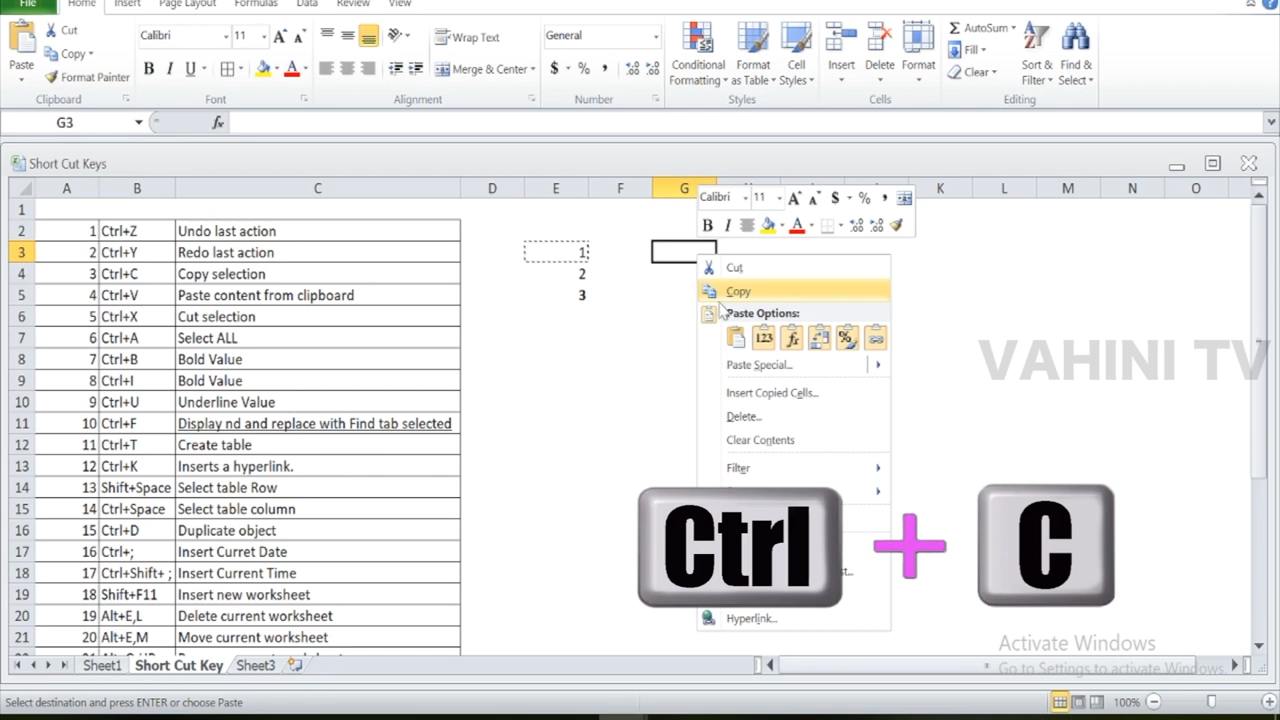 File Home Insert Page Layout Formulas Data Review View
Cut
Copy
Format Painter
Paste
Clipboard
Calibri 11
B I U
Font
Wrap Text
Merge & Center
Alignment
General
$ % ,
Number
Conditional Formatting
Format as Table
Cell Styles
Styles
Insert Delete Format
Cells
AutoSum
Fill
Clear
Sort & Filter
Find & Select
Editing
G3 fx
Short Cut Keys
A B C D E F G K L M N O
1
2 1 Ctrl+Z Undo last action
3 2 Ctrl+Y Redo last action 1
4 3 Ctrl+C Copy selection 2
5 4 Ctrl+V Paste content from clipboard 3
6 5 Ctrl+X Cut selection
7 6 Ctrl+A Select ALL
8 7 Ctrl+B Bold Value
9 8 Ctrl+I Bold Value
10 9 Ctrl+U Underline Value
11 10 Ctrl+F Display nd and replace with Find tab selected
12 11 Ctrl+T Create table
13 12 Ctrl+K Inserts a hyperlink.
14 13 Shift+Space Select table Row
15 14 Ctrl+Space Select table column
16 15 Ctrl+D Duplicate object
17 16 Ctrl+; Insert Curret Date
18 17 Ctrl+Shift+ ; Insert Current Time
19 18 Shift+F11 Insert new worksheet
20 19 Alt+E,L Delete current worksheet
21 20 Alt+E,M Move current worksheet
Calibri 11 A A $ % ,
B I A
Cut
Copy
Paste Options:
123 fx %
Paste Special...
Insert Copied Cells...
Delete...
Clear Contents
Filter
Hyperlink...
VAHINI TV
Ctrl + C
Activate Windows
Go to Settings to activate Windows.
Sheet1 Short Cut Key Sheet3
Select destination and press ENTER or choose Paste 100%